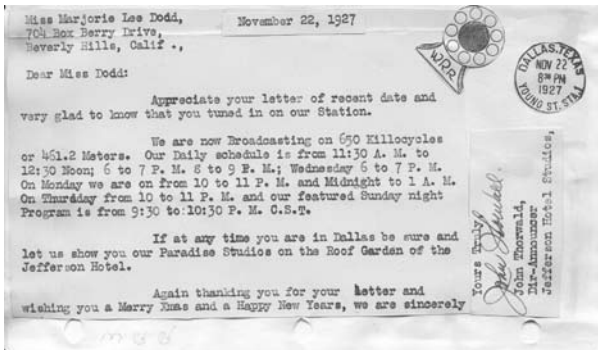 Miss Marjorie Lee Dodd,
704 Box Berry Drive,
Beverly Hills, Calif .,
November 22, 1927
W.R.R.
DALLAS, TEXAS
NOV 22
8 30 PM
1927
YOUNG ST. STA.
Dear Miss Dodd:
Appreciate your letter of recent date and
very glad to know that you tuned in on our Station.
We are now Broadcasting on 650 Killocycles
or 461.2 Meters. Our Daily schedule is from 11:30 A. M. to
12:30 Noon; 6 to 7 P. M. 8 to 9 P. M.; Wednesday 6 to 7 P. M.
On Monday we are on from 10 to 11 P. M. and Midnight to 1 A. M.
On Thursday from 10 to 11 P. M. and our featured Sunday night
Program is from 9:30 to:10:30 P. M. C.S.T.
If at any time you are in Dallas be sure and
let us show you our Paradise Studios on the Roof Garden of the
Jefferson Hotel.
Again thanking you for your letter and
wishing you a Merry Xmas and a Happy New Years, we are sincerely
Yours Truly,
John Thorwald,
Dir-Announcer
Jefferson Hotel Studios,